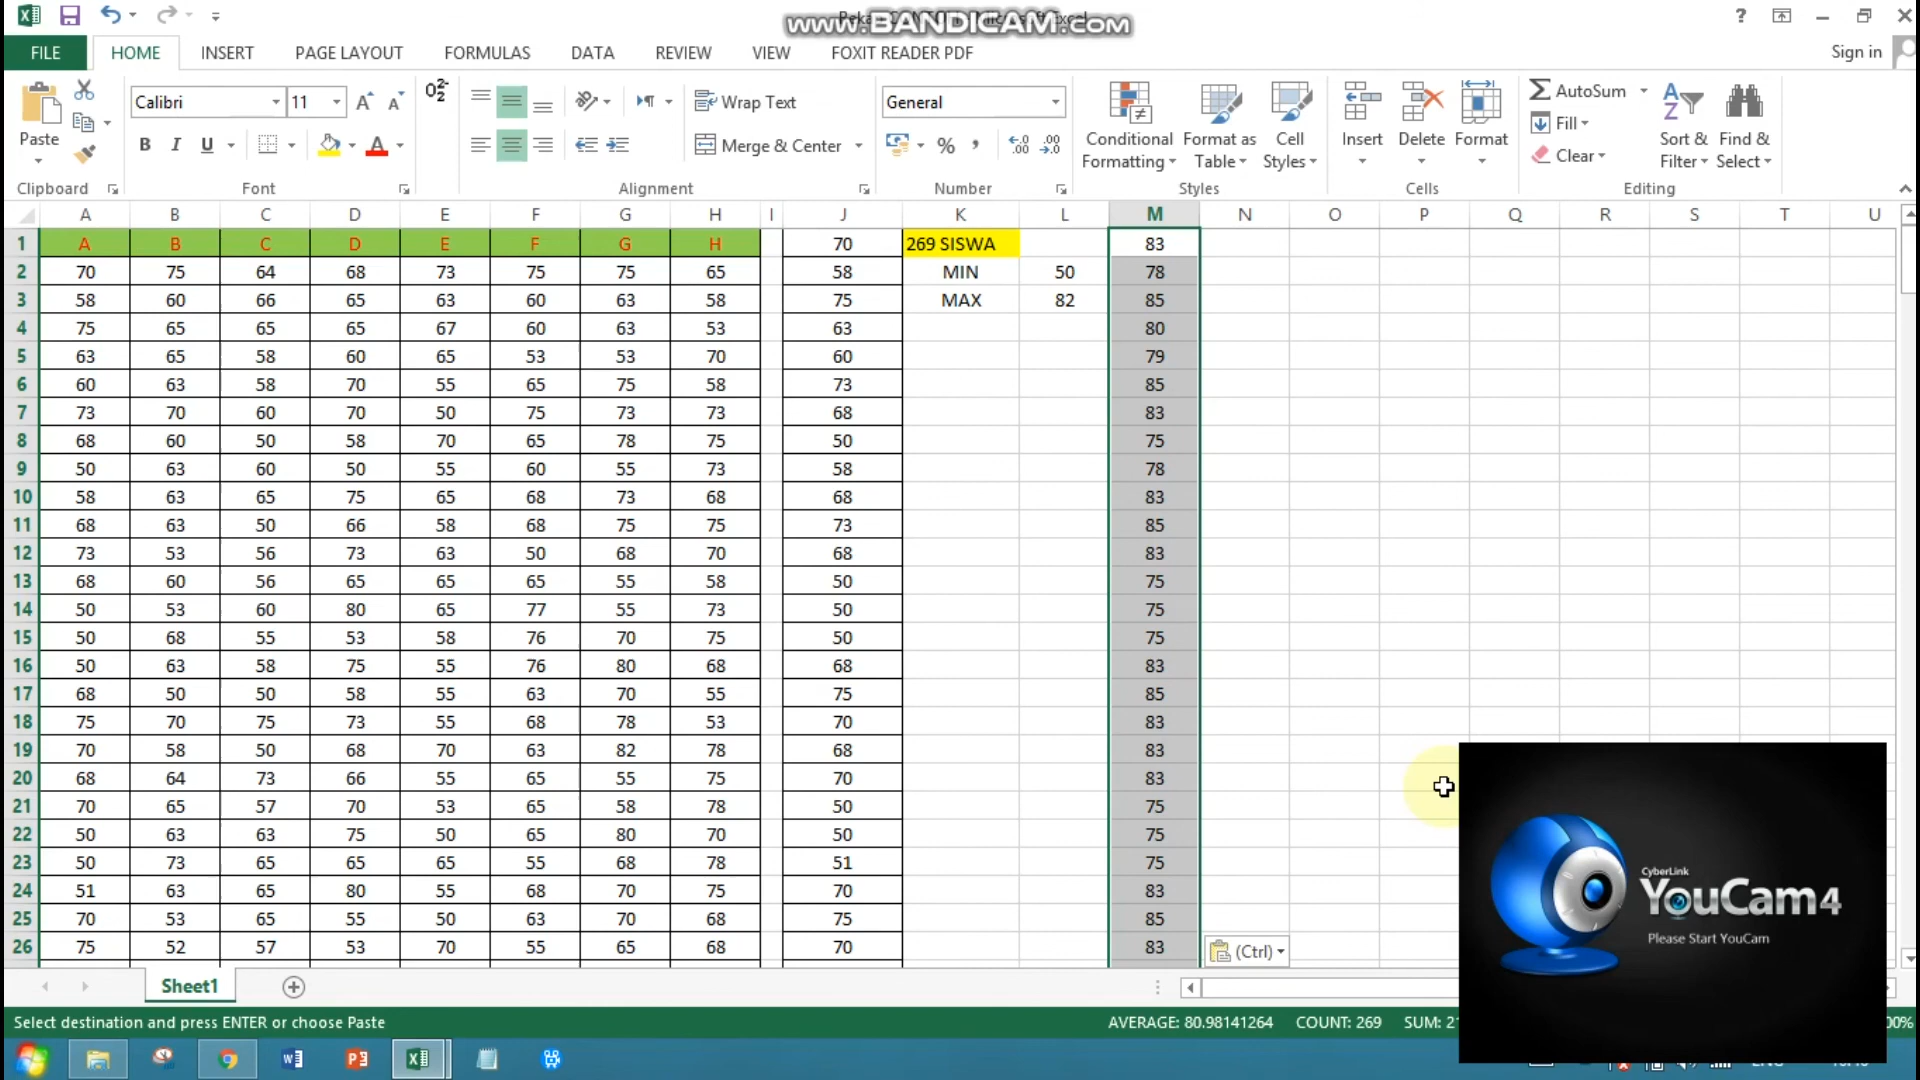 www.BANDICAM.com
FILE HOME INSERT PAGE LAYOUT FORMULAS DATA REVIEW VIEW FOXIT READER PDF Sign in
Calibri 11 Wrap Text General AutoSum
Paste B I U Merge & Center % Conditional Formatting Format as Table Cell Styles Insert Delete Format Fill Clear Sort & Filter Find & Select
Clipboard Font Alignment Number Styles Cells Editing
A B C D E F G H I J K L M N O P Q R S T U
1 A B C D E F G H 70 269 SISWA 83
2 70 75 64 68 73 75 75 65 58 MIN 50 78
3 58 60 66 65 63 60 63 58 75 MAX 82 85
4 75 65 65 65 67 60 63 53 63 80
5 63 65 58 60 65 53 53 70 60 79
6 60 63 58 70 55 65 75 58 73 85
7 73 70 60 70 50 75 73 73 68 83
8 68 60 50 58 70 65 78 75 50 75
9 50 63 60 50 55 60 55 73 58 78
10 58 63 65 75 65 68 73 68 68 83
11 68 63 50 66 58 68 75 75 73 85
12 73 53 56 73 63 50 68 70 68 83
13 68 60 56 65 65 65 55 58 50 75
14 50 53 60 80 65 77 55 73 50 75
15 50 68 55 53 58 76 70 75 50 75
16 50 63 58 75 55 76 80 68 68 83
17 68 50 50 58 55 63 70 55 75 85
18 75 70 75 73 55 68 78 53 70 83
19 70 58 50 68 70 63 82 78 68 83
20 68 64 73 66 55 65 55 75 70 83
21 70 65 57 70 53 65 58 78 50 75
22 50 63 63 75 50 65 80 70 50 75
23 50 73 65 65 65 55 68 78 51 75
24 51 63 65 80 55 68 70 75 70 83
25 70 53 65 55 50 63 70 68 75 85
26 75 52 57 53 70 55 65 68 70 83
(Ctrl)
CyberLink
YouCam4
Please Start YouCam
Sheet1
Select destination and press ENTER or choose Paste AVERAGE: 80.98141264 COUNT: 269 SUM: 21